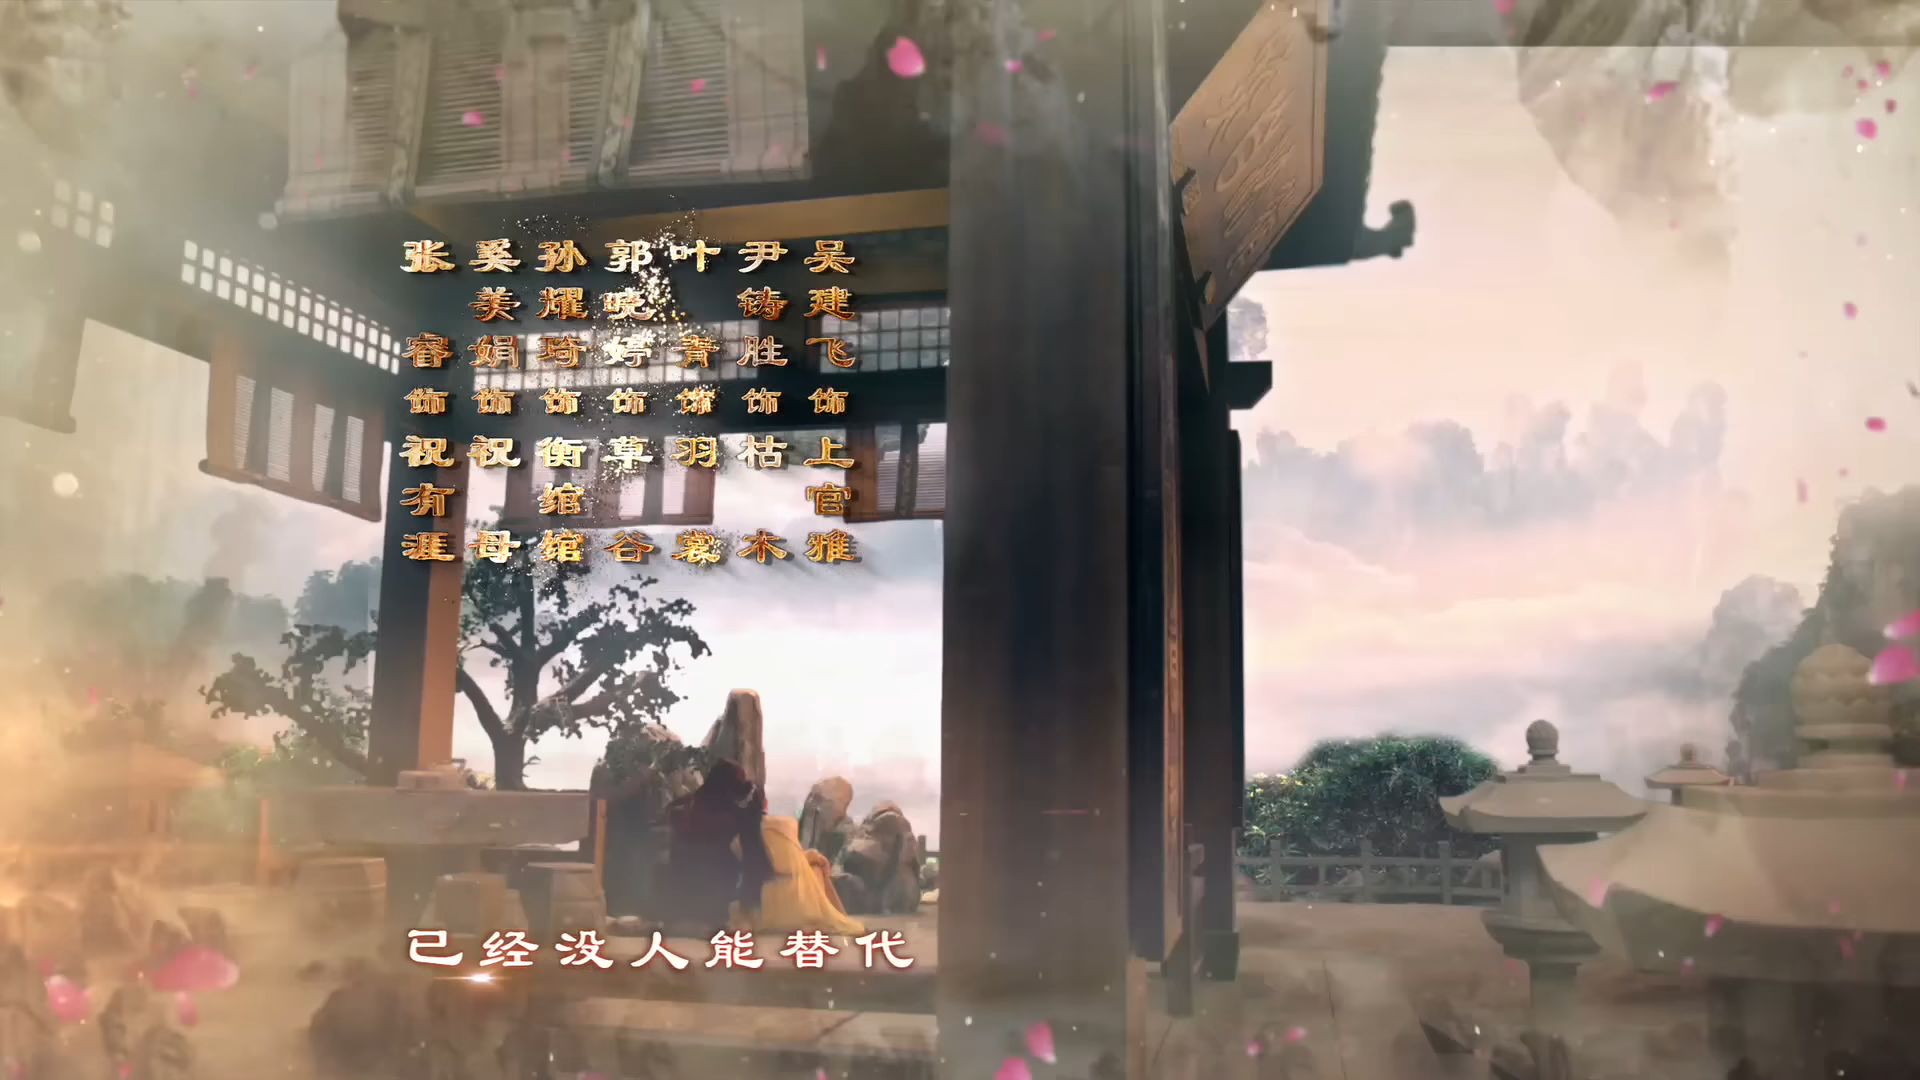 吴建飞饰上官雅
尹铸胜饰枯木
叶青饰羽裳
郭晓婷饰草谷
孙耀琦饰衡绾绾
奚美娟饰祝母
张睿饰祝有涯
已经没人能替代